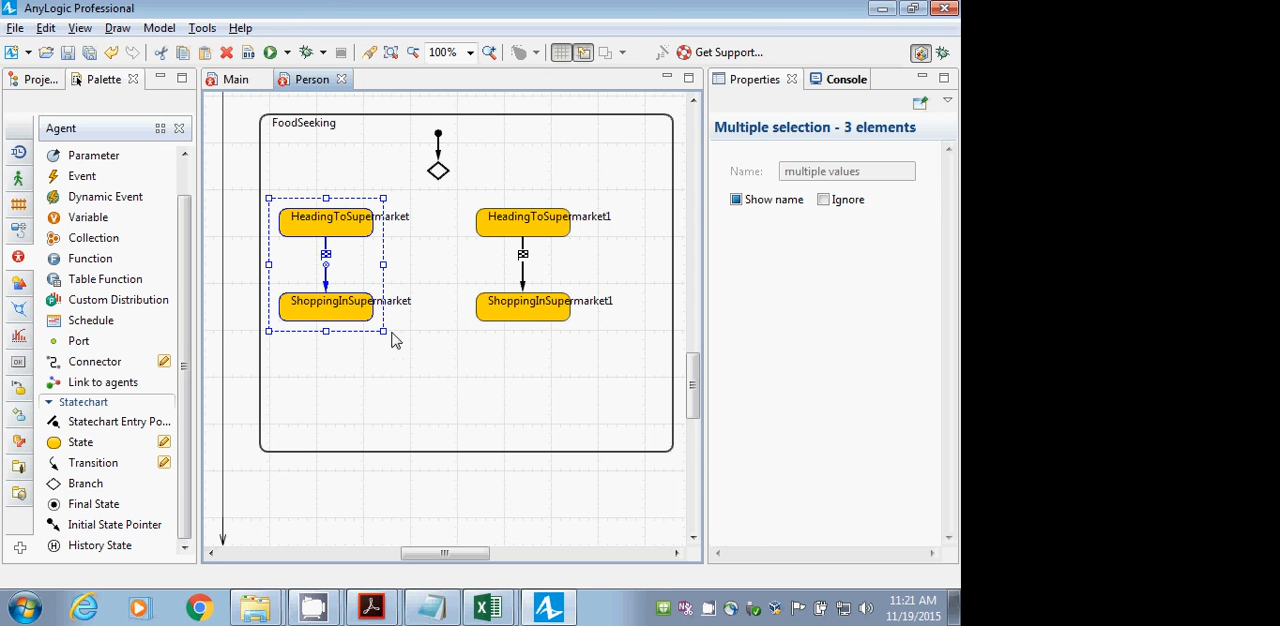 AnyLogic Professional
File Edit View Draw Model Tools Help
100% Get Support...
Proje... Palette Main Person Properties Console
Agent
Parameter
Event
Dynamic Event
Variable
Collection
Function
Table Function
Custom Distribution
Schedule
Port
Connector
Link to agents
Statechart
Statechart Entry Po...
State
Transition
Branch
Final State
Initial State Pointer
History State
FoodSeeking
HeadingToSupermarket HeadingToSupermarket1
ShoppingInSupermarket ShoppingInSupermarket1
Multiple selection - 3 elements
Name: multiple values
Show name Ignore
11:21 AM
11/19/2015